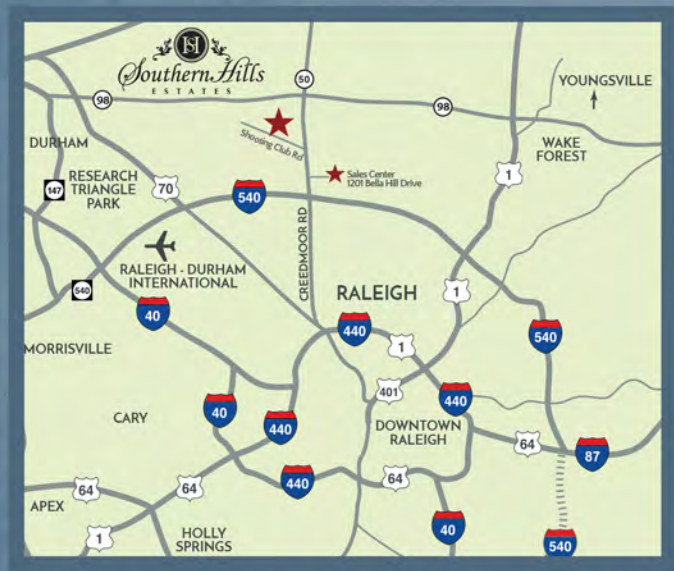 SH
Southern Hills
ESTATES
50
98
98
YOUNGSVILLE
DURHAM
Shoosing Club Rd
WAKE
FOREST
147
RESEARCH
TRIANGLE
PARK
70
540
Sales Center
1201 Bella Hill Drive
1
CREEDMOOR RD
RALEIGH - DURHAM
INTERNATIONAL
540
40
RALEIGH
1
440
1
540
MORRISVILLE
401
440
40
CARY
440
DOWNTOWN
RALEIGH
64
87
440
64
64
64
APEX
1
HOLLY
SPRINGS
40
540